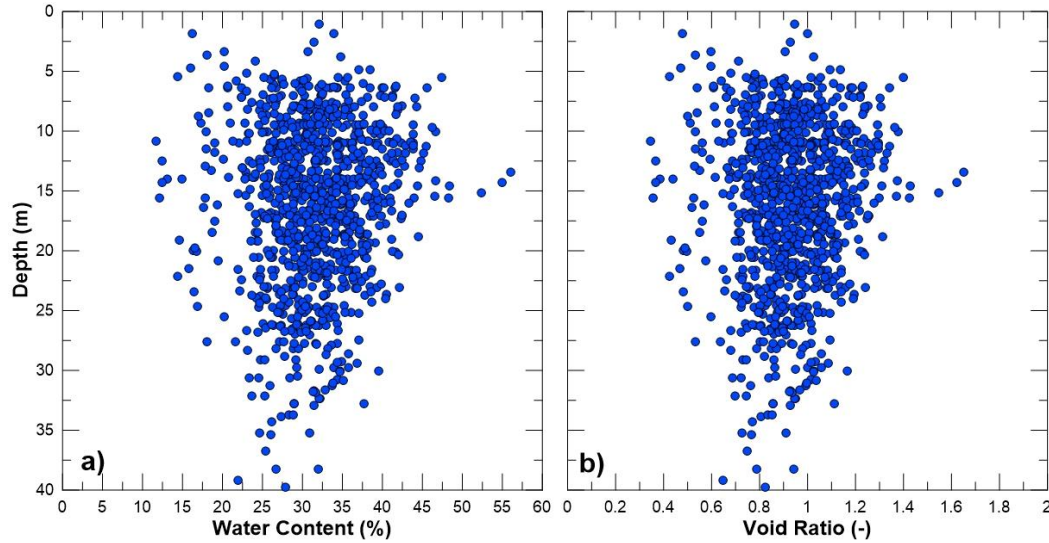 0
5
10
15
20
25
30
35
40
Depth (m)
a)
0 5 10 15 20 25 30 35 40 45 50 55 60
Water Content (%)
b)
0 0.2 0.4 0.6 0.8 1 1.2 1.4 1.6 1.8 2
Void Ratio (-)